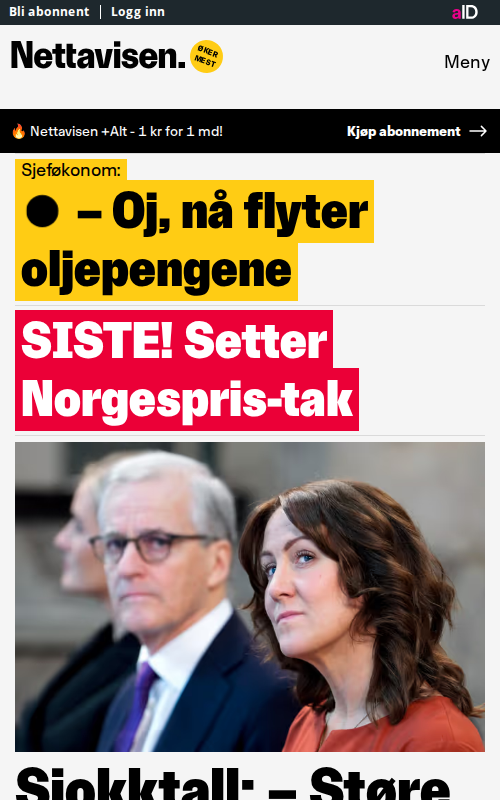 Bli abonnent
Logg inn
aID
Nettavisen.
ØKER
MEST
Meny
🔥 Nettavisen +Alt - 1 kr for 1 md!
Kjøp abonnement →
Sjeføkonom:
● – Oj, nå flyter
oljepengene
SISTE! Setter
Norgespris-tak
Sjokktall: – Støre